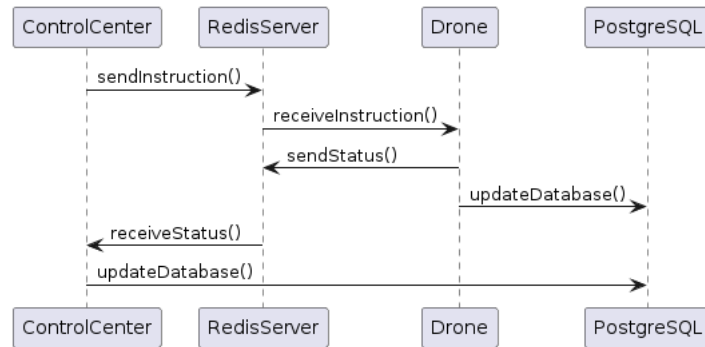 ControlCenter RedisServer Drone PostgreSQL
sendInstruction()
receiveInstruction()
sendStatus()
updateDatabase()
receiveStatus()
updateDatabase()
ControlCenter RedisServer Drone PostgreSQL